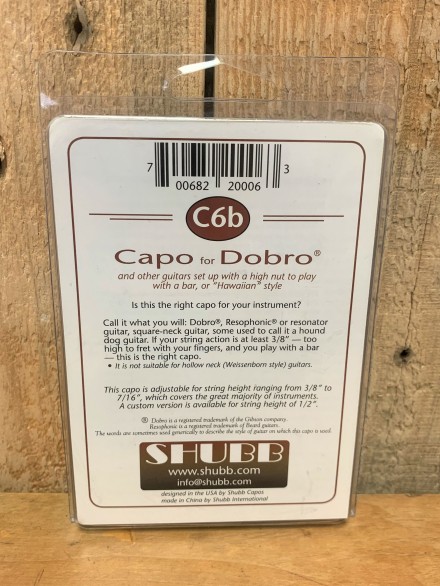 7 00682 20006 3
C6b
Capo for Dobro®
and other guitars set up with a high nut to play
with a bar, or "Hawaiian" style
Is this the right capo for your instrument?
Call it what you will: Dobro®, Resophonic® or resonator
guitar, square-neck guitar, some used to call it a hound
dog guitar. If your string action is at least 3/8" — too
high to fret with your fingers, and you play with a bar
— this is the right capo.
• It is not suitable for hollow neck (Weissenborn style) guitars.
This capo is adjustable for string height ranging from 3/8" to
7/16", which covers the great majority of instruments.
A custom version is available for string height of 1/2".
® Dobro is a registered trademark of the Gibson company.
Resophonic is a registered trademark of Beard guitars.
The words are sometimes used generically to describe the style of guitar on which this capo is used.
SHUBB
www.shubb.com
info@shubb.com
designed in the USA by Shubb Capos
made in China by Shubb International